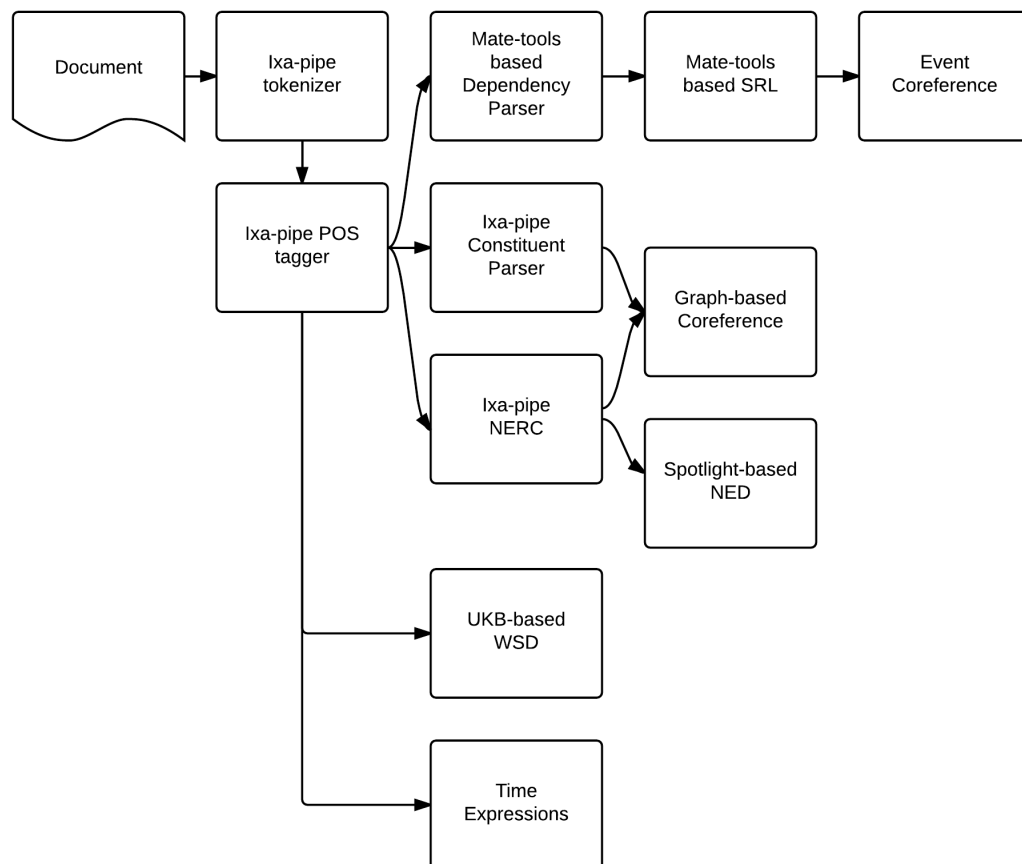 Document
Ixa-pipe
tokenizer
Mate-tools
based
Dependency
Parser
Mate-tools
based SRL
Event
Coreference
Ixa-pipe POS
tagger
Ixa-pipe
Constituent
Parser
Graph-based
Coreference
Ixa-pipe
NERC
Spotlight-based
NED
UKB-based
WSD
Time
Expressions